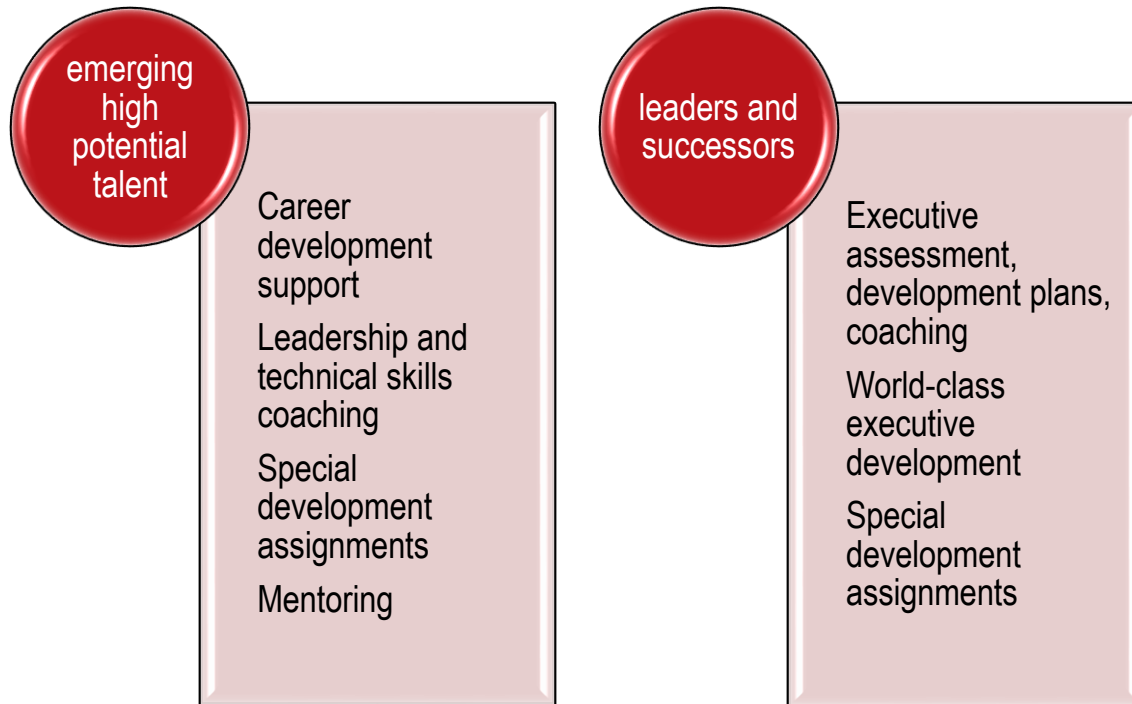 emerging
high
potential
talent
Career
development
support
Leadership and
technical skills
coaching
Special
development
assignments
Mentoring
leaders and
successors
Executive
assessment,
development plans,
coaching
World-class
executive
development
Special
development
assignments